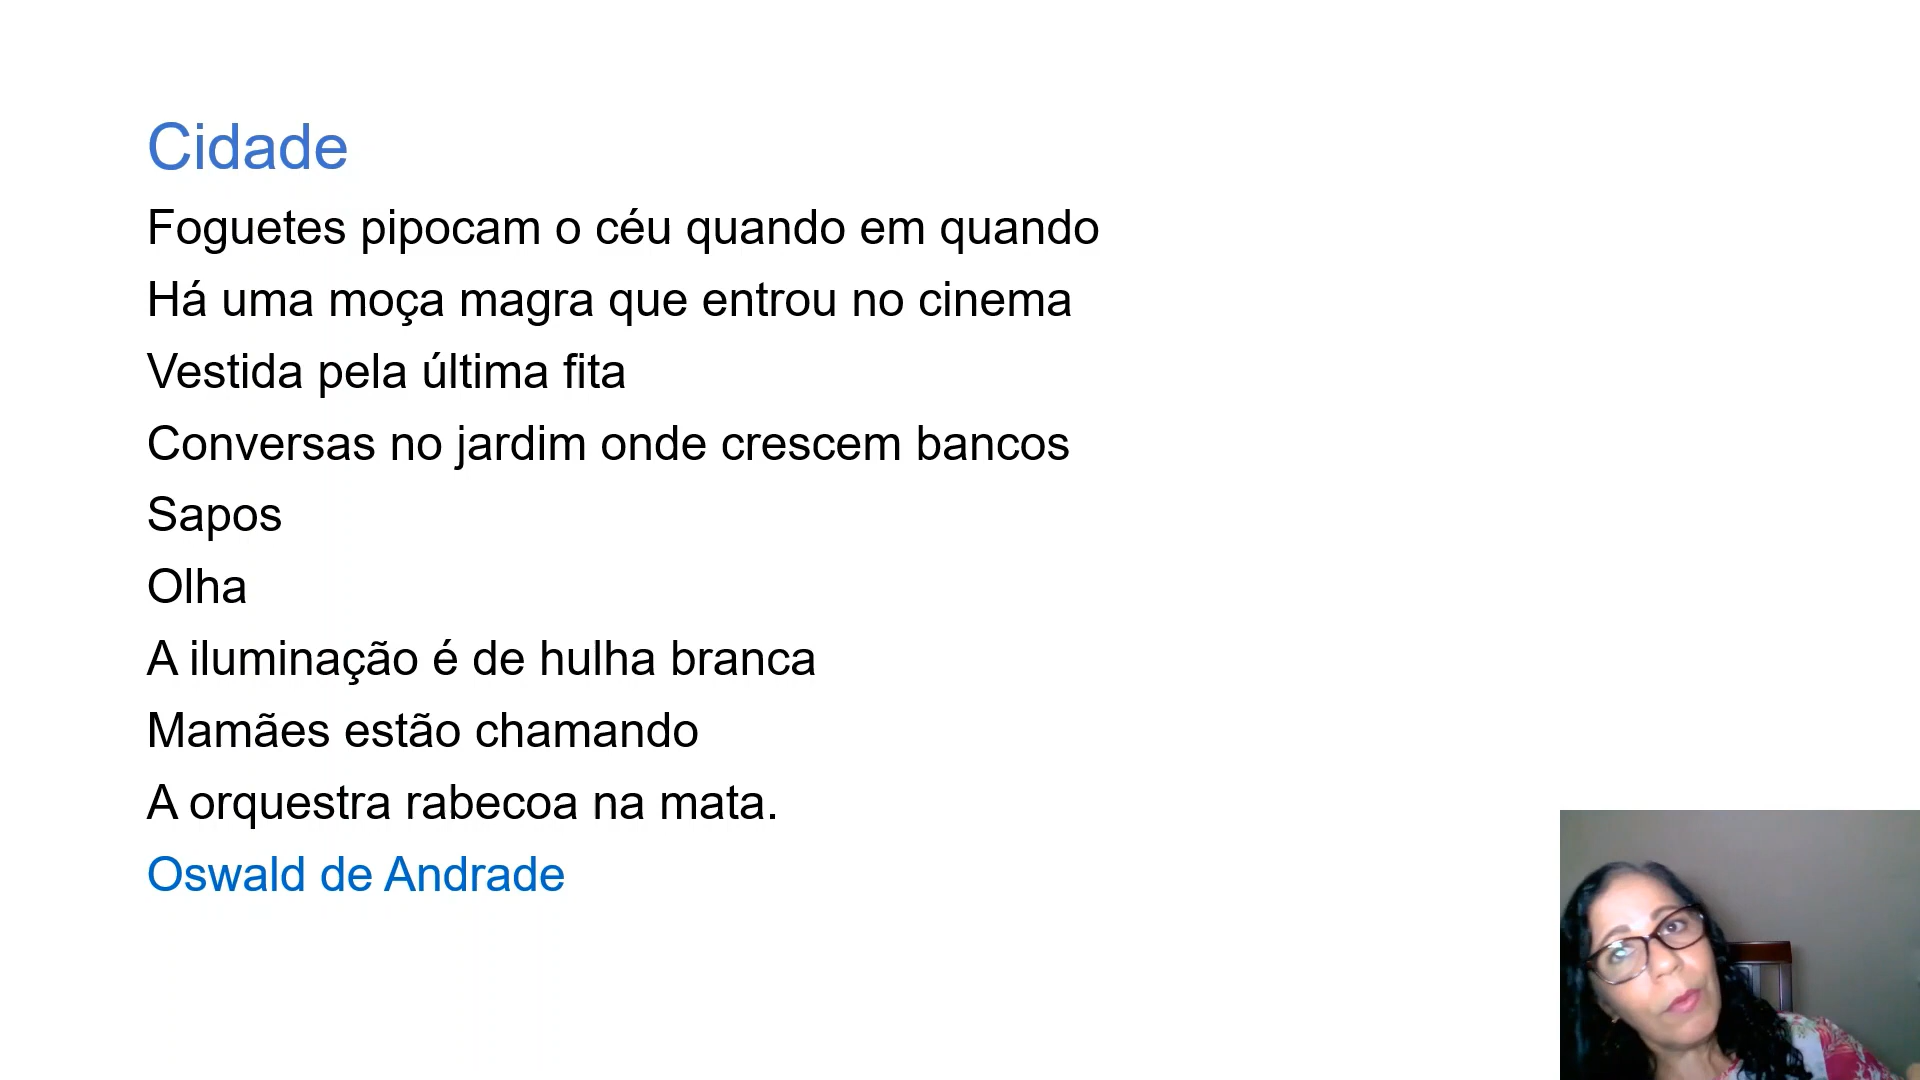 Cidade
Foguetes pipocam o céu quando em quando
Há uma moça magra que entrou no cinema
Vestida pela última fita
Conversas no jardim onde crescem bancos
Sapos
Olha
A iluminação é de hulha branca
Mamães estão chamando
A orquestra rabecoa na mata.
Oswald de Andrade